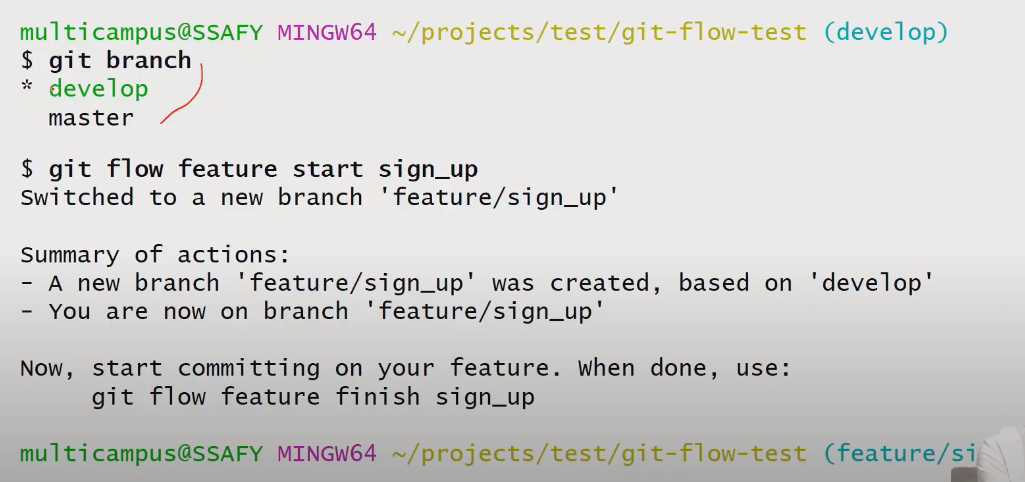 multicampus@SSAFY MINGW64 ~/projects/test/git-flow-test (develop)
$ git branch
* develop
  master
$ git flow feature start sign_up
Switched to a new branch 'feature/sign_up'
Summary of actions:
- A new branch 'feature/sign_up' was created, based on 'develop'
- You are now on branch 'feature/sign_up'
Now, start committing on your feature. When done, use:
     git flow feature finish sign_up
multicampus@SSAFY MINGW64 ~/projects/test/git-flow-test